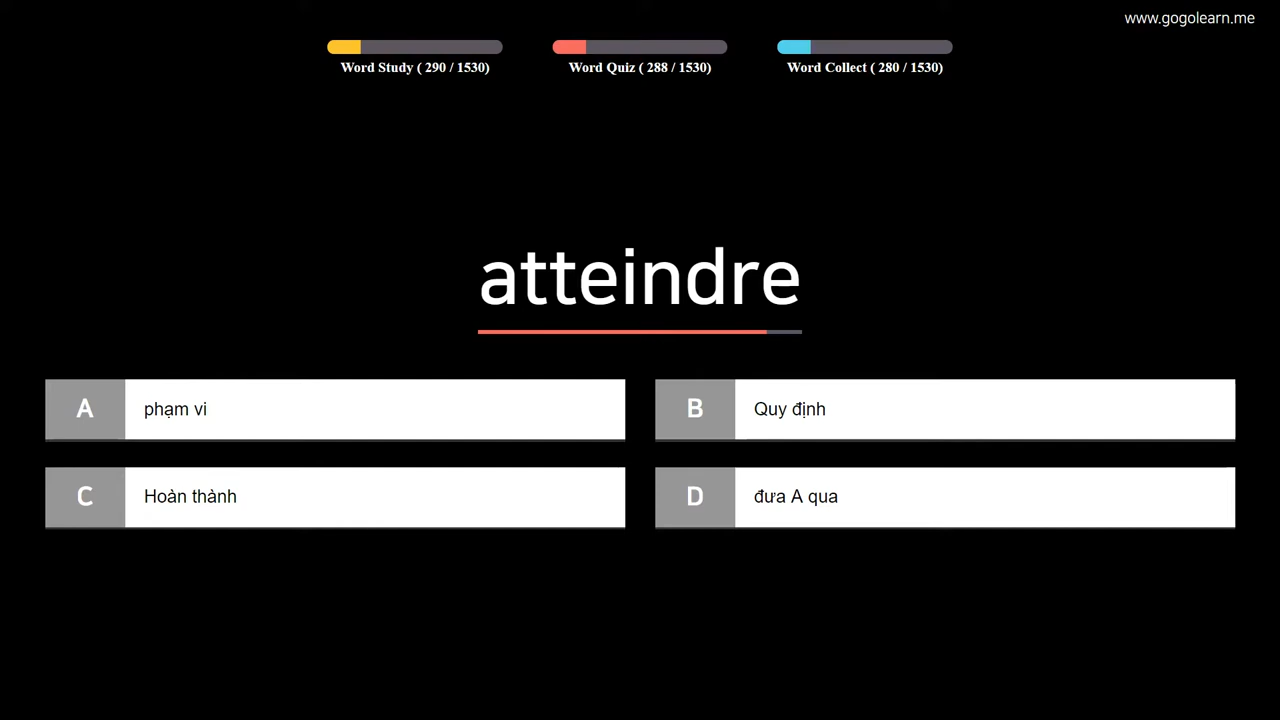 www.gogolearn.me
Word Study ( 290 / 1530)
Word Quiz ( 288 / 1530)
Word Collect ( 280 / 1530)
atteindre
A phạm vi
B Quy định
C Hoàn thành
D đưa A qua